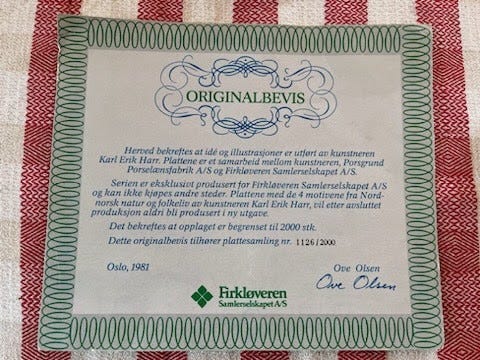 ORIGINALBEVIS
Herved bekreftes at idé og illustrasjoner er utført av kunstneren
Karl Erik Harr. Plattene er et samarbeid mellom kunstneren, Porsgrund
Porselænsfabrik A/S og Firkløveren Samlerselskapet A/S
Serien er eksklusivt produsert for Firkløveren Samlerselskapet A/S
og kan ikke kjøpes andre steder. Plattene med de 4 motivene fra Nord-
norsk natur og folkeliv av kunstneren Karl Erik Harr, vil etter avsluttet
produksjon aldri bli produsert i ny utgave.
Det bekreftes at opplaget er begrenset til 2000 stk.
Dette originalbevis tilhører plattesamling nr. 1126/2000
Oslo, 1981
Ove Olsen
Ove Olsen
Firkløveren
Samlerselskapet A/S